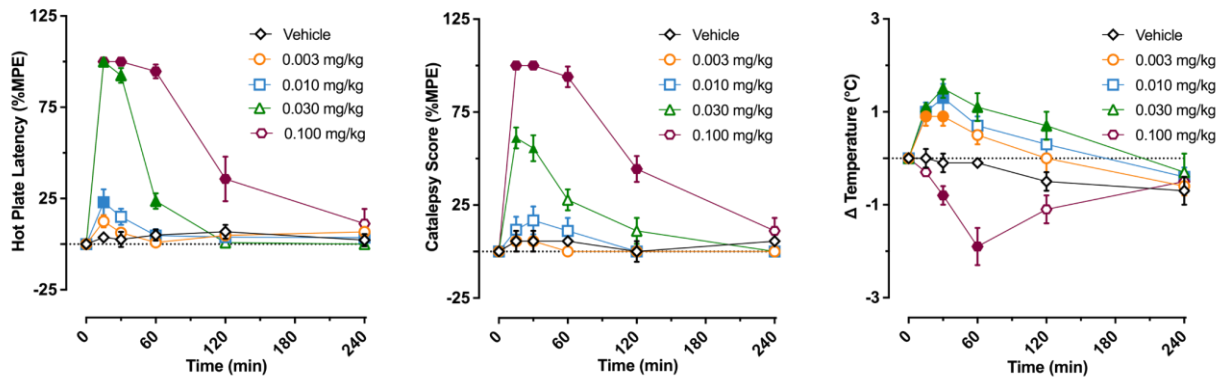 Hot Plate Latency (%MPE)
125
75
25
-25
Vehicle
0.003 mg/kg
0.010 mg/kg
0.030 mg/kg
0.100 mg/kg
0
60
120
180
240
Time (min)
Catalepsy Score (%MPE)
125
75
25
-25
Vehicle
0.003 mg/kg
0.010 mg/kg
0.030 mg/kg
0.100 mg/kg
0
60
120
180
240
Time (min)
Δ Temperature (°C)
3
1
-1
-3
Vehicle
0.003 mg/kg
0.010 mg/kg
0.030 mg/kg
0.100 mg/kg
0
60
120
180
240
Time (min)